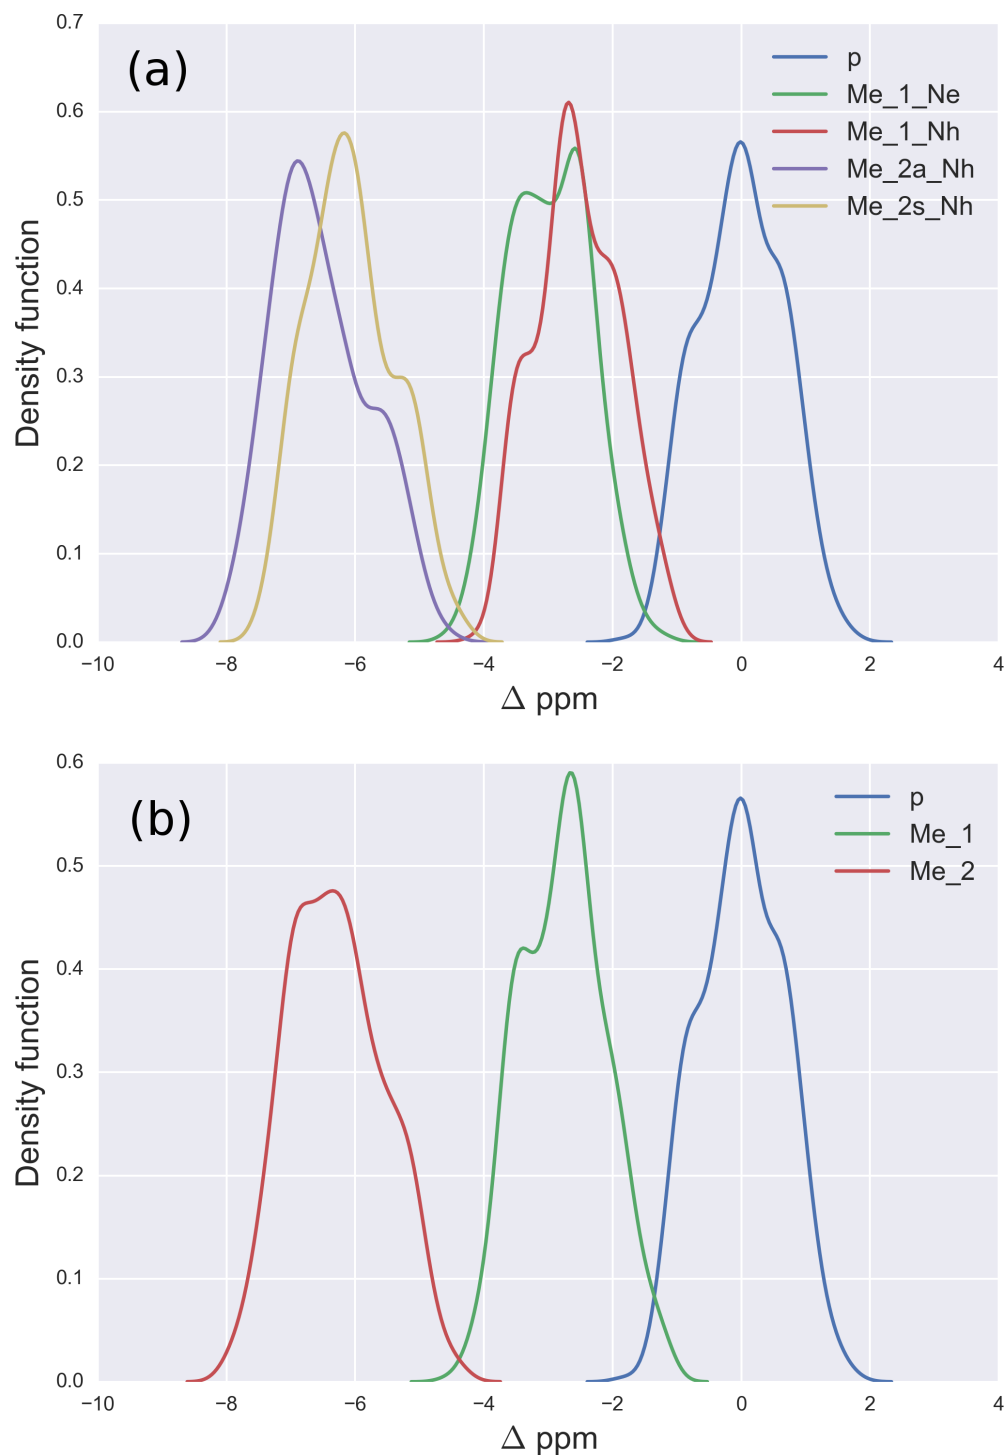 (a)
p
Me_1_Ne
Me_1_Nh
Me_2a_Nh
Me_2s_Nh
Density function
0.7
0.6
0.5
0.4
0.3
0.2
0.1
0.0
−10 −8 −6 −4 −2 0 2 4
Δ ppm
(b)
p
Me_1
Me_2
Density function
0.6
0.5
0.4
0.3
0.2
0.1
0.0
−10 −8 −6 −4 −2 0 2 4
Δ ppm